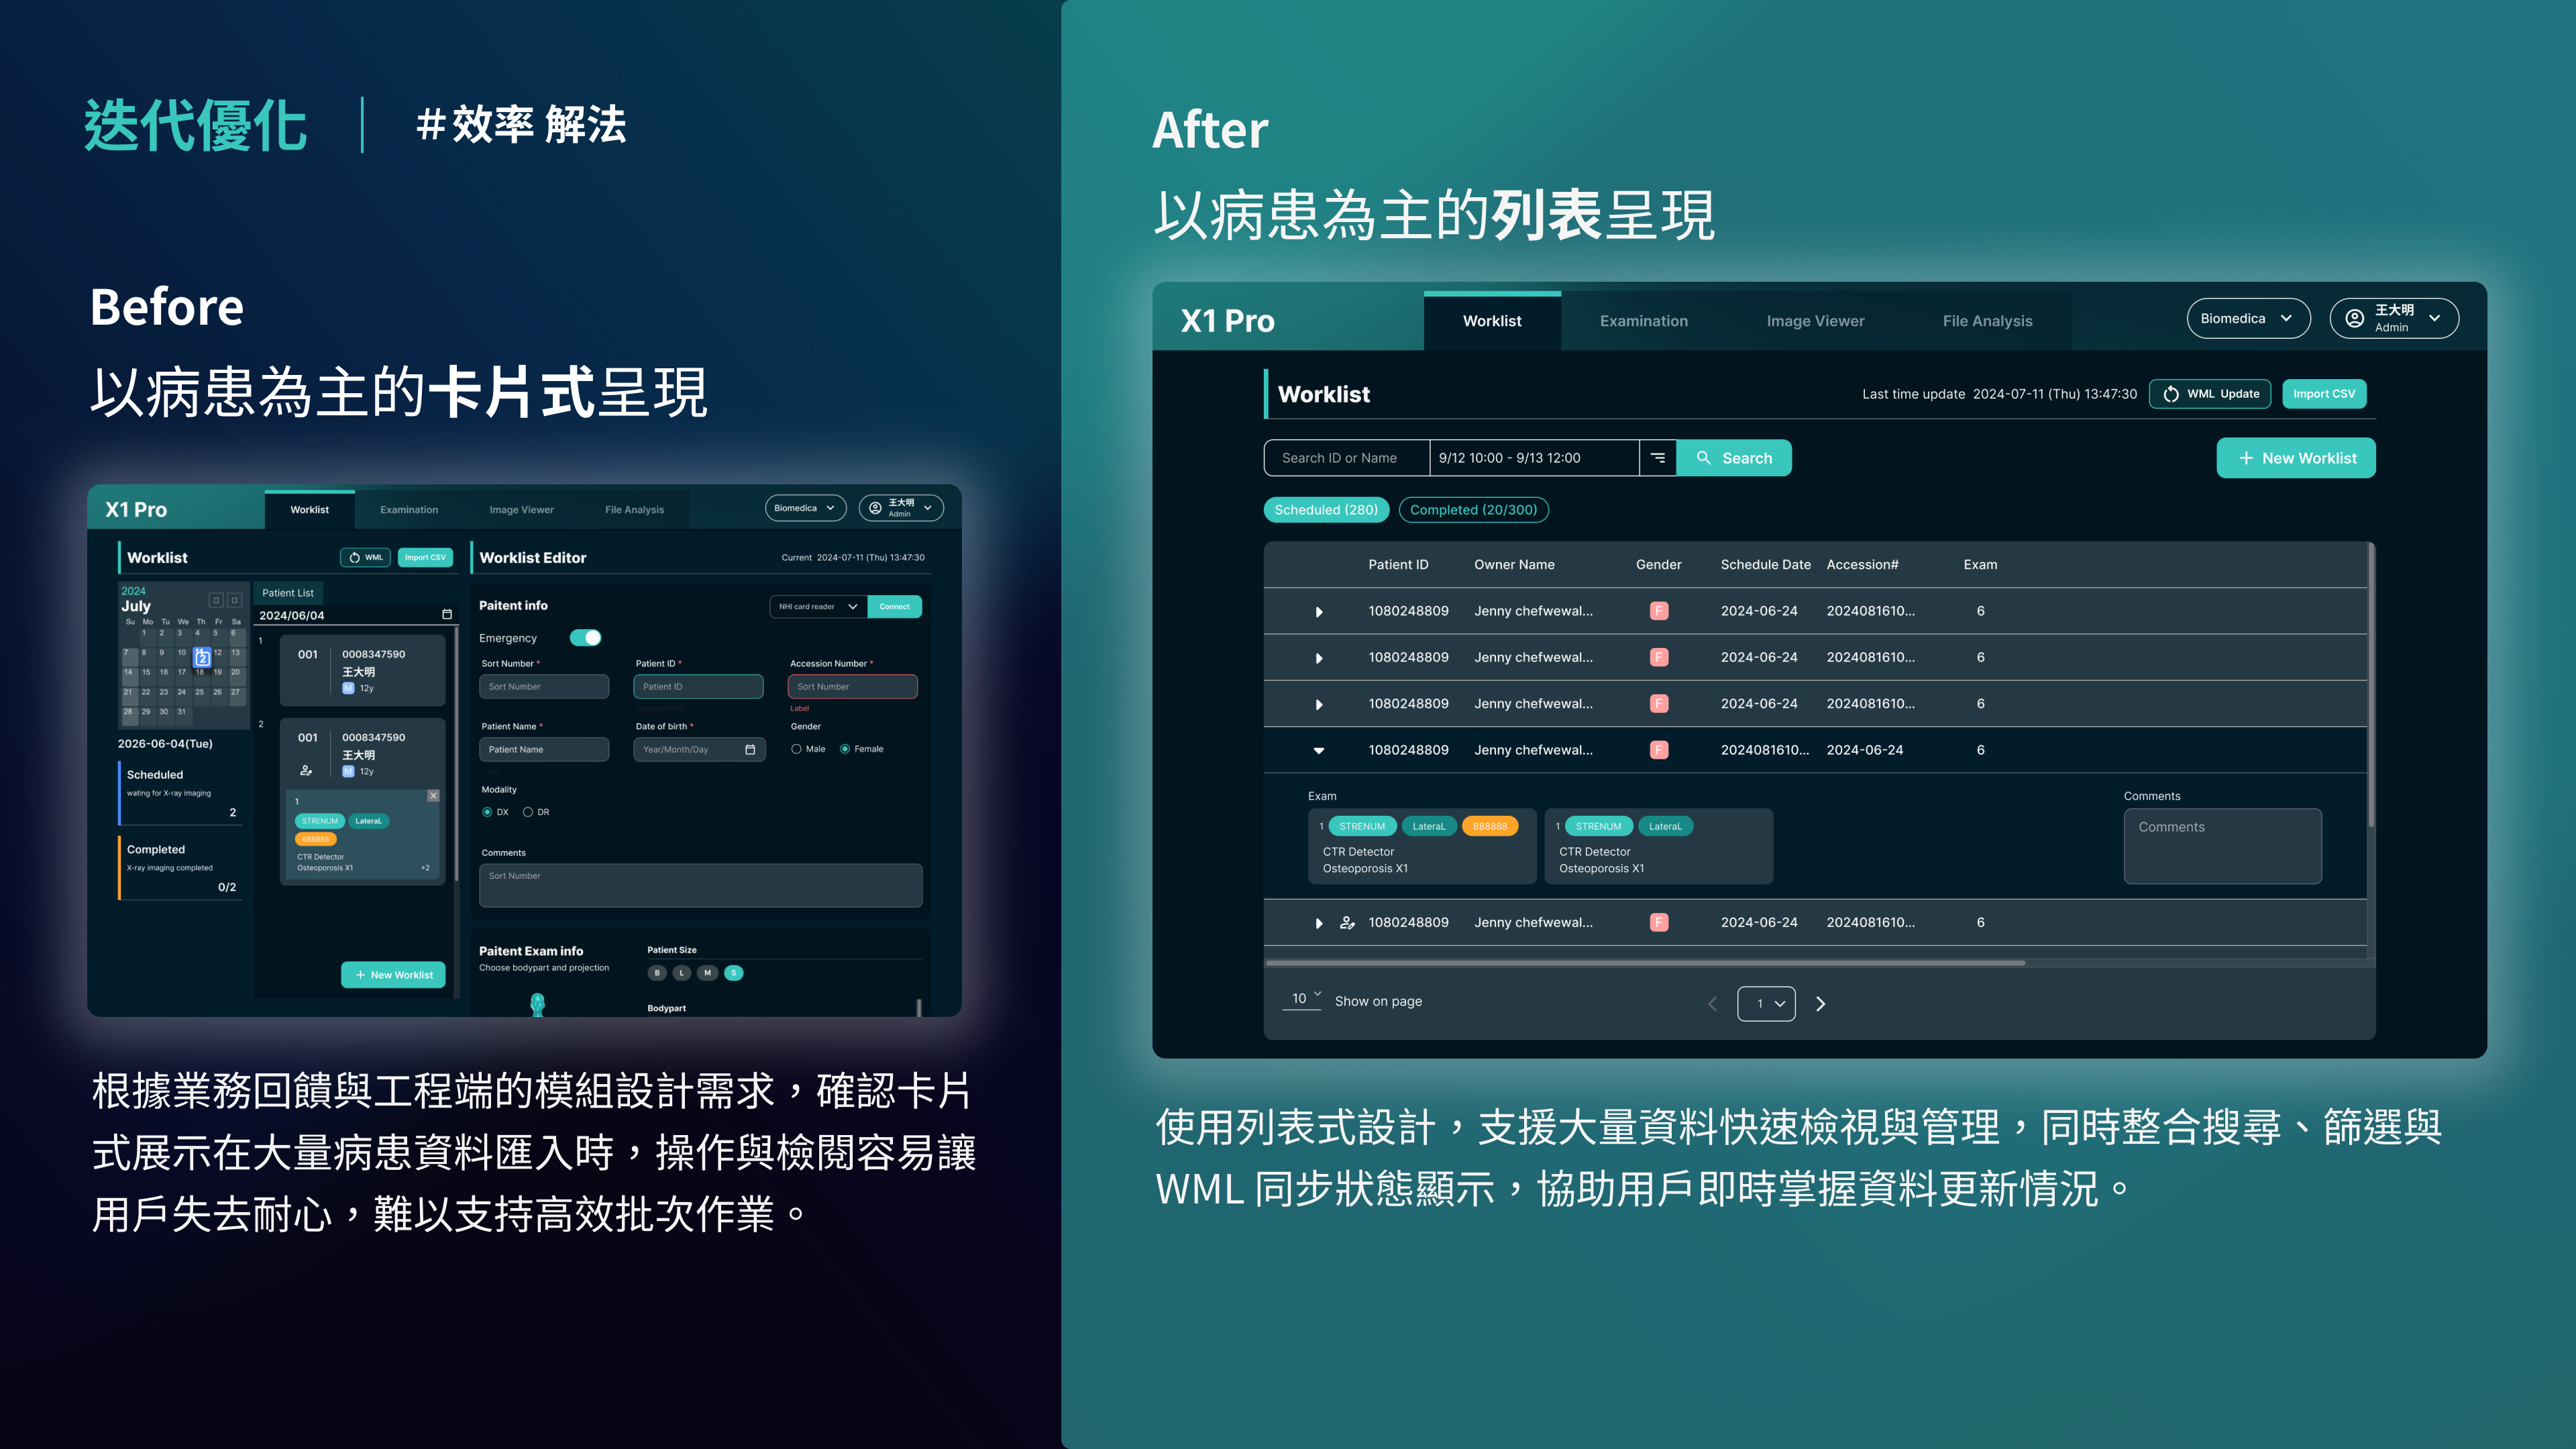 迭代優化
#效率 解法
Before
以病患為主的卡片式呈現
X1 Pro
Worklist
Examination
Image Viewer
File Analysis
Biomedica
王大明
Admin
Worklist
WML
Import CSV
2024
July
Su Mo Tu We Th Fr Sa
1 2 3 4 5 6
7 8 9 10 12 13
14 15 16 17 18 19 20
21 22 23 24 25 26 27
28 29 30 31
2
2026-06-04(Tue)
Scheduled
wating for X-ray imaging
2
Completed
X-ray imaging completed
0/2
Patient List
2024/06/04
1
001
0008347590
王大明
M 12y
2
001
0008347590
王大明
M 12y
1
STRENUM LateraL
888888
CTR Detector
Osteoporosis X1
+2
+ New Worklist
Worklist Editor
Current 2024-07-11 (Thu) 13:47:30
Paitent info
NHI card reader
Connect
Emergency
Sort Number * Patient ID * Accession Number *
Sort Number Patient ID Sort Number
Label
Patient Name * Date of birth * Gender
Patient Name Year/Month/Day Male Female
Modality
DX DR
Comments
Sort Number
Paitent Exam info
Choose bodypart and projection
Patient Size
B L M S
Bodypart
根據業務回饋與工程端的模組設計需求，確認卡片
式展示在大量病患資料匯入時，操作與檢閱容易讓
用戶失去耐心，難以支持高效批次作業。
After
以病患為主的列表呈現
X1 Pro
Worklist
Examination
Image Viewer
File Analysis
Biomedica
王大明
Admin
Worklist
Last time update 2024-07-11 (Thu) 13:47:30
WML Update
Import CSV
Search ID or Name
9/12 10:00 - 9/13 12:00
Search
+ New Worklist
Scheduled (280)
Completed (20/300)
Patient ID Owner Name Gender Schedule Date Accession# Exam
1080248809 Jenny chefwewal... F 2024-06-24 2024081610... 6
1080248809 Jenny chefwewal... F 2024-06-24 2024081610... 6
1080248809 Jenny chefwewal... F 2024-06-24 2024081610... 6
1080248809 Jenny chefwewal... F 2024081610... 2024-06-24 6
Exam
1 STRENUM LateraL 888888
CTR Detector
Osteoporosis X1
1 STRENUM LateraL
CTR Detector
Osteoporosis X1
Comments
Comments
1080248809 Jenny chefwewal... F 2024-06-24 2024081610... 6
10 Show on page
1
使用列表式設計，支援大量資料快速檢視與管理，同時整合搜尋、篩選與
WML 同步狀態顯示，協助用戶即時掌握資料更新情況。